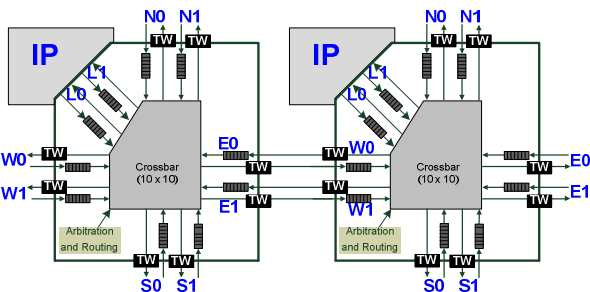 N0 N1 N0 N1
TW TW TW TW
IP IP
L1 L1
L0 L0
E0 W0
TW TW TW TW
W0 E0
Crossbar Crossbar
(10 x 10) (10 x 10)
TW TW TW TW
W1 E1 W1 E1
Arbitration Arbitration
and Routing and Routing
TW TW TW TW
S0 S1 S0 S1